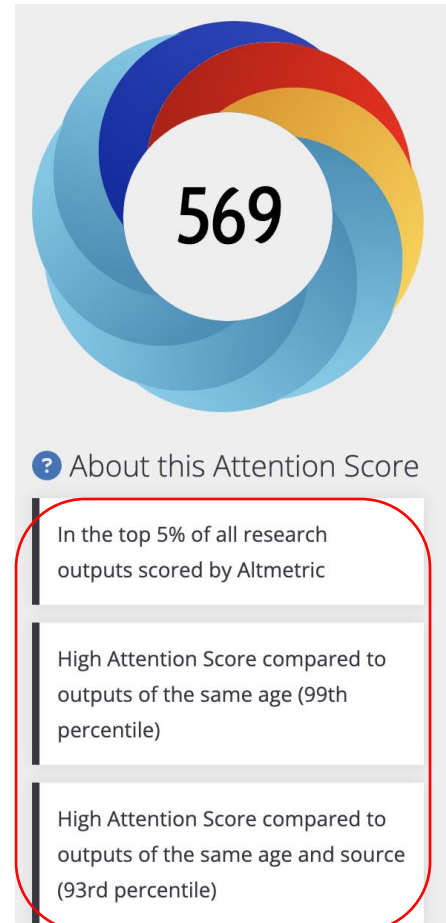 569
? About this Attention Score
In the top 5% of all research
outputs scored by Altmetric
High Attention Score compared to
outputs of the same age (99th
percentile)
High Attention Score compared to
outputs of the same age and source
(93rd percentile)